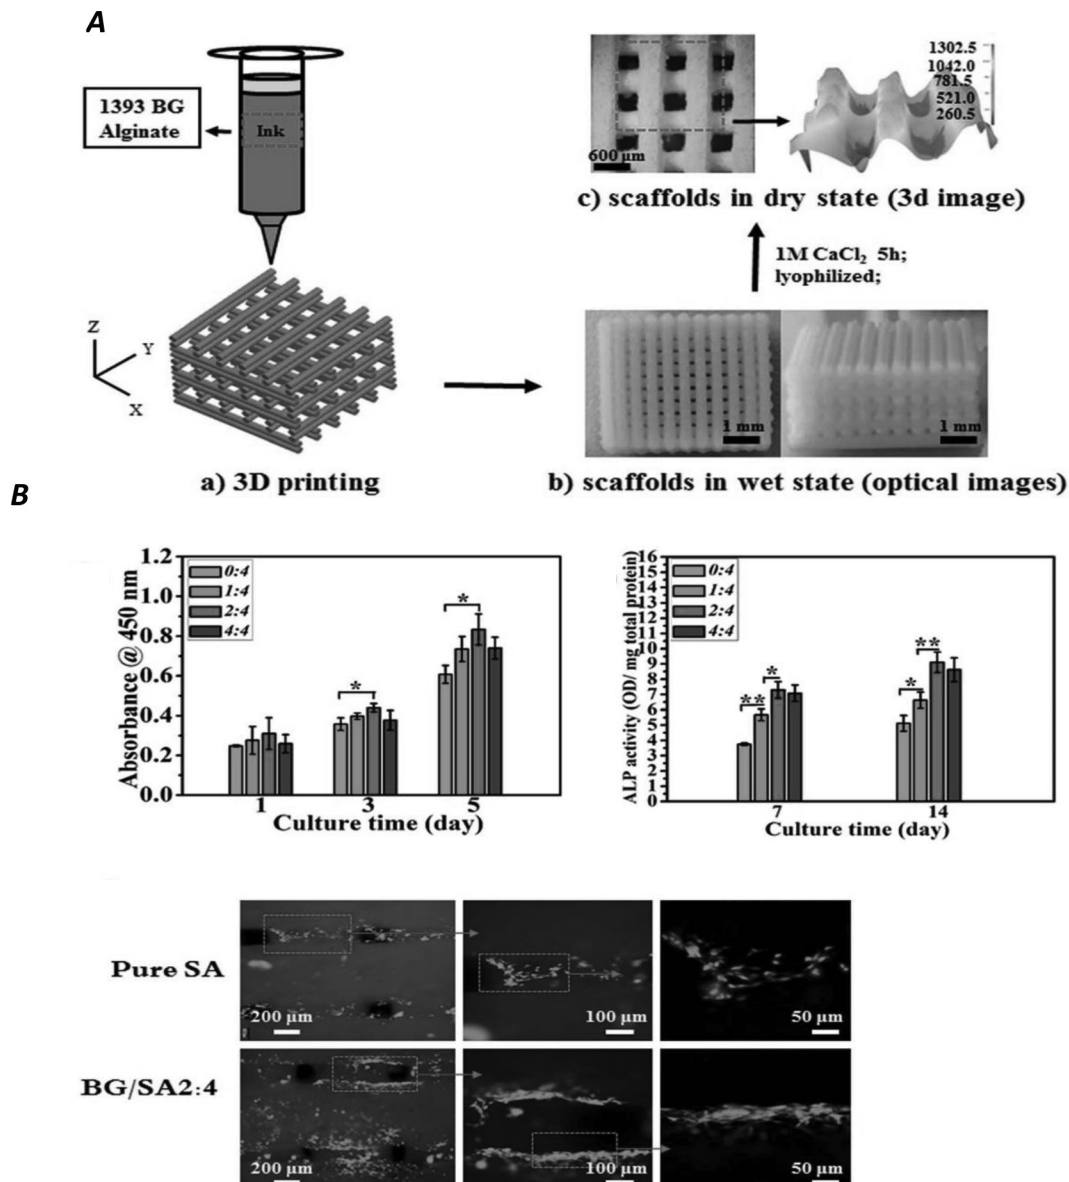 A
1393 BG
Alginate
Ink
Z
Y
X
a) 3D printing
600 μm
1302.5
1042.0
781.5
521.0
260.5
c) scaffolds in dry state (3d image)
1M CaCl₂ 5h;
lyophilized;
1 mm
1 mm
b) scaffolds in wet state (optical images)
B
Absorbance @ 450 nm
1.2
1.0
0.8
0.6
0.4
0.2
0.0
0:4
1:4
2:4
4:4
*
*
1 3 5
Culture time (day)
ALP activity (OD/ mg total protein)
16
15
14
13
12
11
10
9
8
7
6
5
4
3
2
1
0
0:4
1:4
2:4
4:4
**
*
*
**
7 14
Culture time (day)
Pure SA
200 μm
100 μm
50 μm
BG/SA2:4
200 μm
100 μm
50 μm